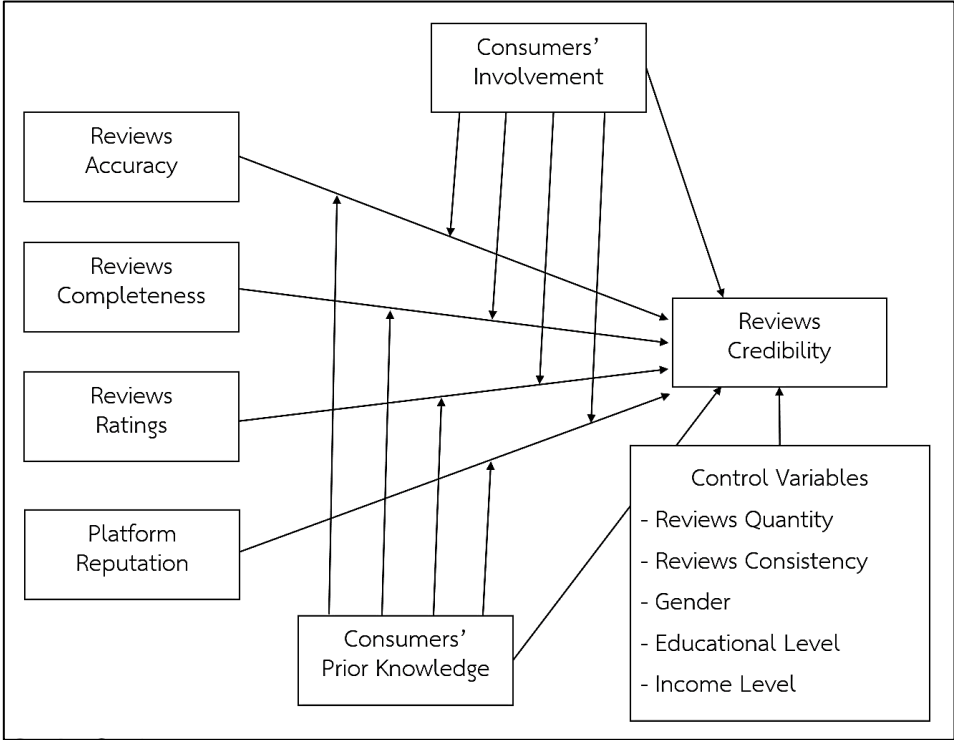 Consumers'
Involvement
Reviews
Accuracy
Reviews
Completeness
Reviews
Credibility
Reviews
Ratings
Platform
Reputation
Consumers'
Prior Knowledge
Control Variables
- Reviews Quantity
- Reviews Consistency
- Gender
- Educational Level
- Income Level